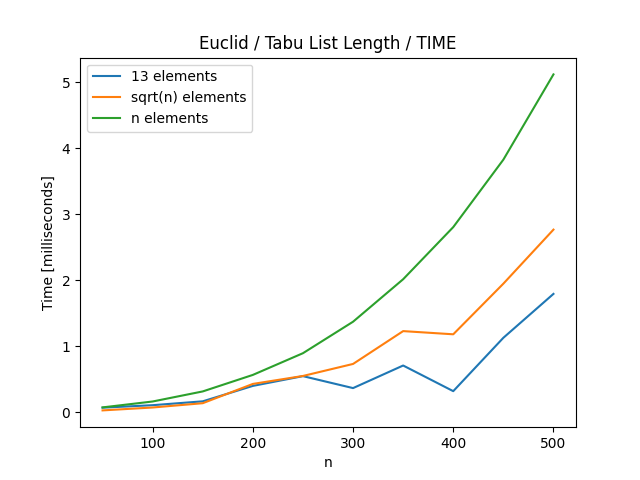 Euclid / Tabu List Length / TIME
13 elements
sqrt(n) elements
n elements
5
4
3
2
1
0
Time [milliseconds]
100 200 300 400 500
n